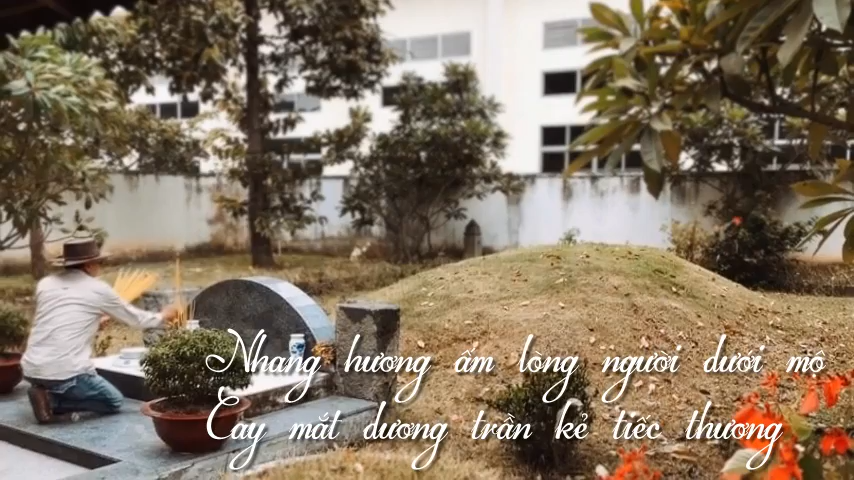 Nhang hương ấm lòng người dưới mộ
Cay mắt dương trần kẻ tiếc thương